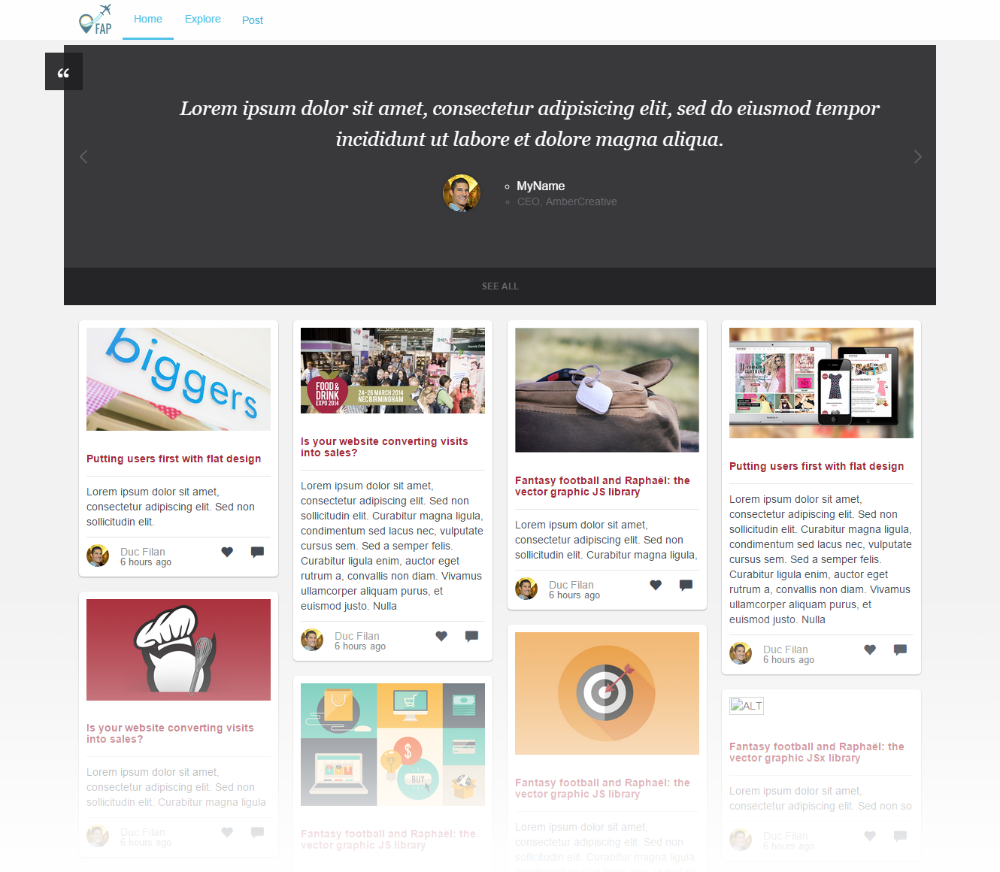 FAP
Home
Explore
Post
“
Lorem ipsum dolor sit amet, consectetur adipisicing elit, sed do eiusmod tempor
incididunt ut labore et dolore magna aliqua.
MyName
CEO, AmberCreative
SEE ALL
biggers
Putting users first with flat design
Lorem ipsum dolor sit amet,
consectetur adipiscing elit. Sed non
sollicitudin elit.
Duc Filan
6 hours ago
Is your website converting visits
into sales?
Lorem ipsum dolor sit amet,
consectetur adipiscing elit. Sed non
sollicitudin elit. Curabitur magna ligula
Duc Filan
6 hours ago
FOOD &
DRINK
EXPO 2014
24-26 MARCH 2014
NEC BIRMINGHAM
Is your website converting visits
into sales?
Lorem ipsum dolor sit amet,
consectetur adipiscing elit. Sed non
sollicitudin elit. Curabitur magna ligula,
condimentum sed lacus nec, vulputate
cursus sem. Sed a semper felis.
Curabitur ligula enim, auctor eget
rutrum a, convallis non diam. Vivamus
ullamcorper aliquam purus, et
euismod justo. Nulla
Duc Filan
6 hours ago
$
BUY
Fantasy football and Raphaël: the
vector graphic JS library
Fantasy football and Raphaël: the
vector graphic JS library
Lorem ipsum dolor sit amet,
consectetur adipiscing elit. Sed non
sollicitudin elit. Curabitur magna ligula,
Duc Filan
6 hours ago
Fantasy football and Raphaël: the
vector graphic JS library
Lorem ipsum dolor sit amet,
consectetur adipiscing elit. Sed non
sollicitudin elit. Curabitur magna ligula,
Putting users first with flat design
Lorem ipsum dolor sit amet,
consectetur adipiscing elit. Sed non
sollicitudin elit. Curabitur magna ligula,
condimentum sed lacus nec, vulputate
cursus sem. Sed a semper felis.
Curabitur ligula enim, auctor eget
rutrum a, convallis non diam. Vivamus
ullamcorper aliquam purus, et
euismod justo. Nulla
Duc Filan
6 hours ago
ALT
Fantasy football and Raphaël: the
vector graphic JSx library
Lorem ipsum dolor sit amet,
consectetur adipiscing elit. Sed non so
Duc Filan
6 hours ago